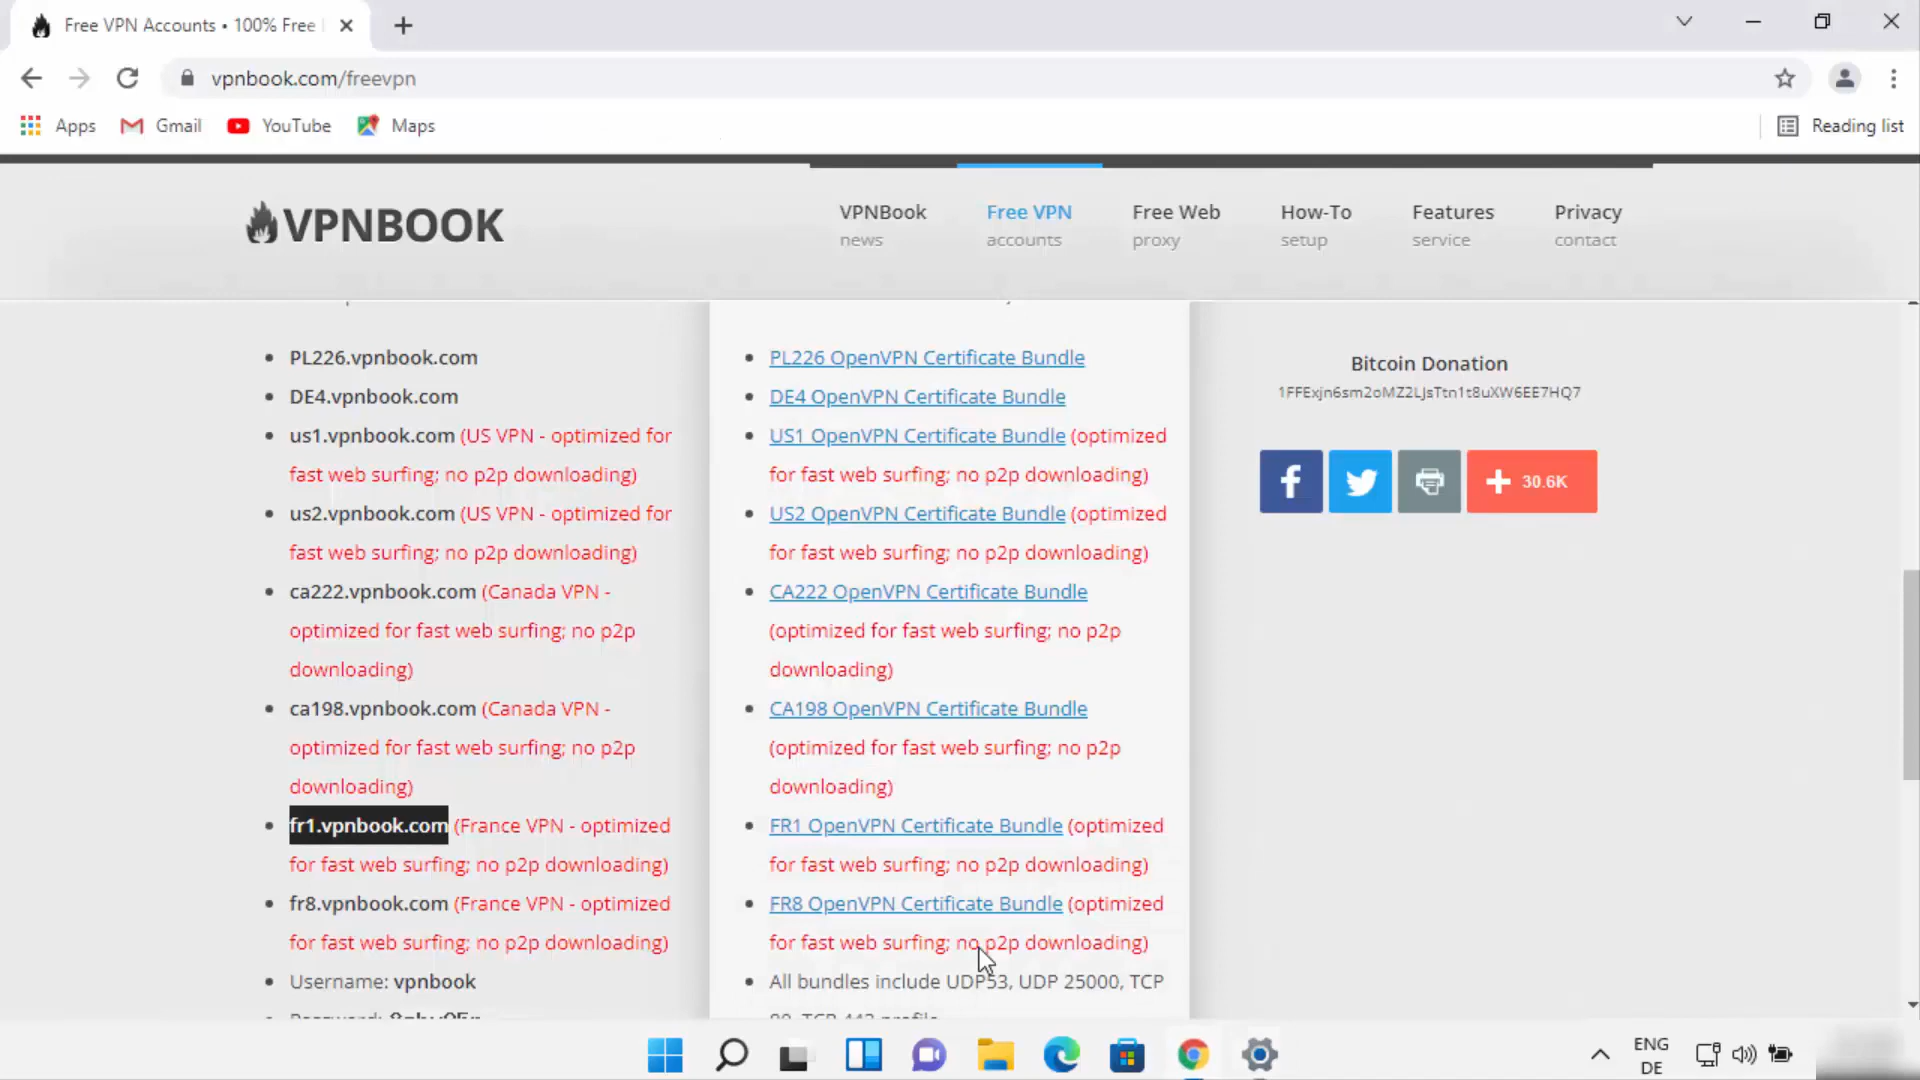 Free VPN Accounts • 100% Free
vpnbook.com/freevpn
Apps
Gmail
YouTube
Maps
Reading list
VPNBOOK
VPNBook
news
Free VPN
accounts
Free Web
proxy
How-To
setup
Features
service
Privacy
contact
PL226.vpnbook.com
DE4.vpnbook.com
us1.vpnbook.com (US VPN - optimized for
fast web surfing; no p2p downloading)
us2.vpnbook.com (US VPN - optimized for
fast web surfing; no p2p downloading)
ca222.vpnbook.com (Canada VPN -
optimized for fast web surfing; no p2p
downloading)
ca198.vpnbook.com (Canada VPN -
optimized for fast web surfing; no p2p
downloading)
fr1.vpnbook.com (France VPN - optimized
for fast web surfing; no p2p downloading)
fr8.vpnbook.com (France VPN - optimized
for fast web surfing; no p2p downloading)
Username: vpnbook
Password:
PL226 OpenVPN Certificate Bundle
DE4 OpenVPN Certificate Bundle
US1 OpenVPN Certificate Bundle (optimized
for fast web surfing; no p2p downloading)
US2 OpenVPN Certificate Bundle (optimized
for fast web surfing; no p2p downloading)
CA222 OpenVPN Certificate Bundle
(optimized for fast web surfing; no p2p
downloading)
CA198 OpenVPN Certificate Bundle
(optimized for fast web surfing; no p2p
downloading)
FR1 OpenVPN Certificate Bundle (optimized
for fast web surfing; no p2p downloading)
FR8 OpenVPN Certificate Bundle (optimized
for fast web surfing; no p2p downloading)
All bundles include UDP53, UDP 25000, TCP
80, TCP 443 profile
Bitcoin Donation
1FFExjn6sm2oMZ2LJsTtn1t8uXW6EE7HQ7
30.6K
ENG
DE